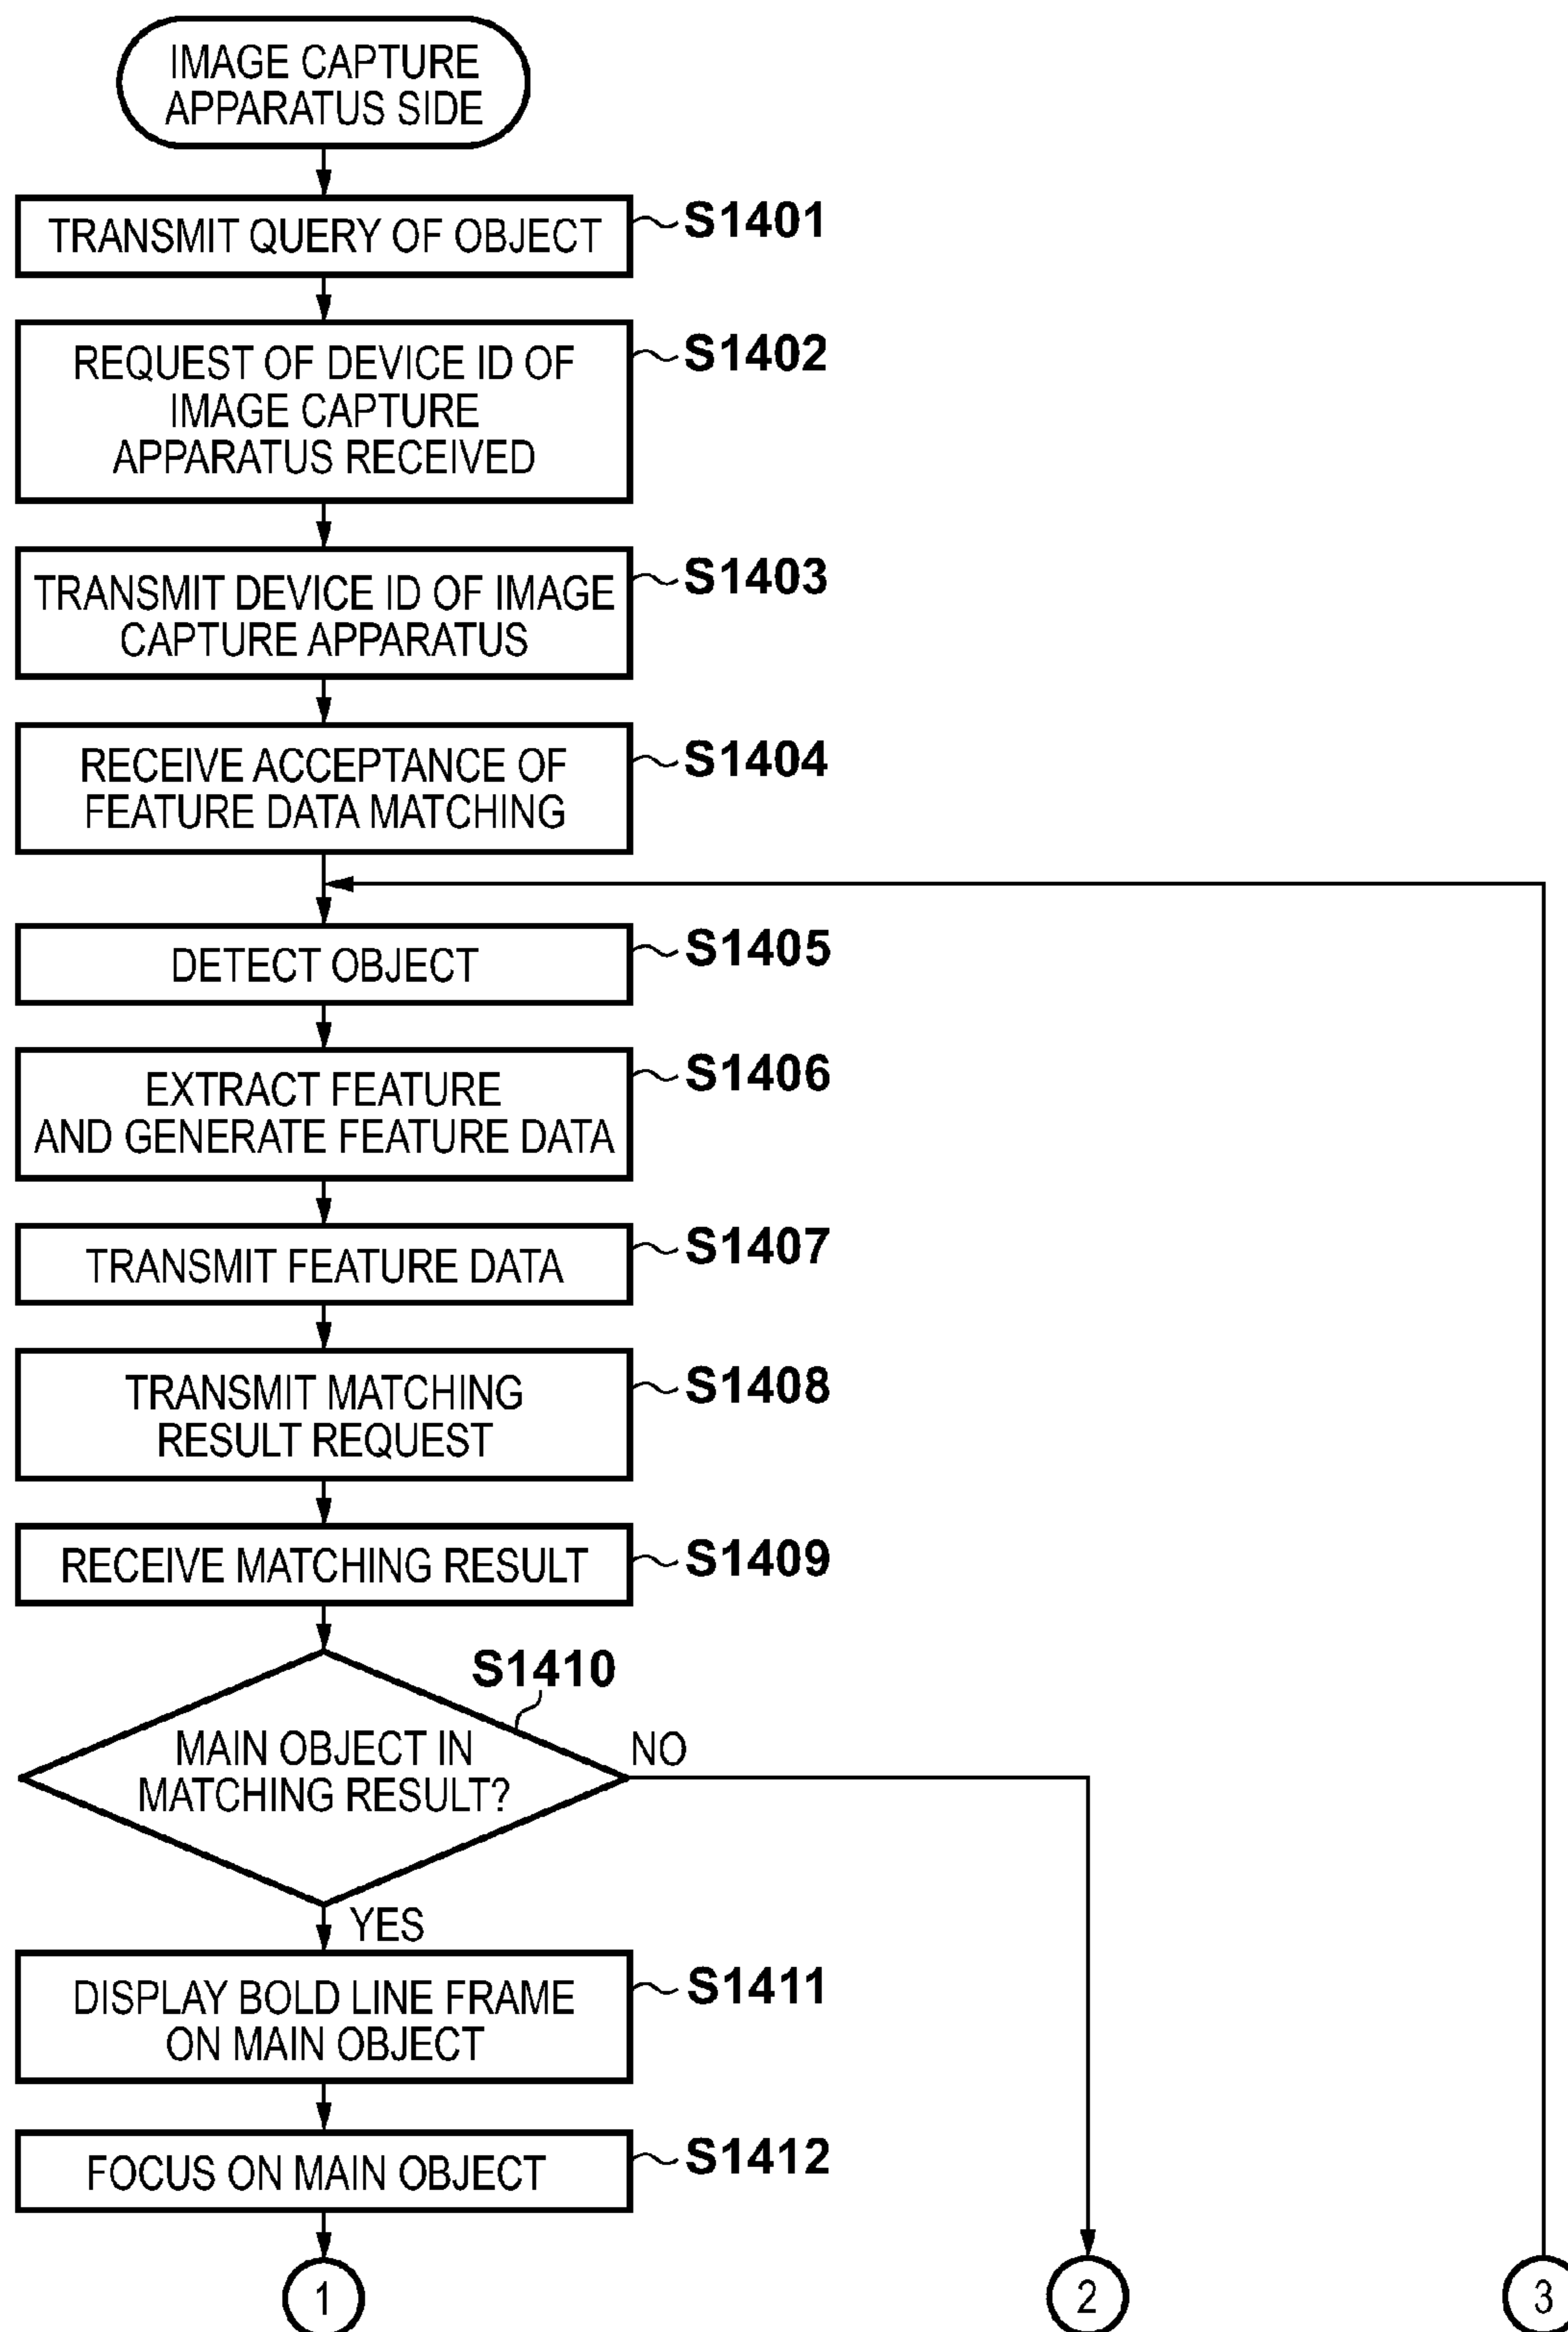 IMAGE CAPTURE
APPARATUS SIDE
TRANSMIT QUERY OF OBJECT
S1401
REQUEST OF DEVICE ID OF
IMAGE CAPTURE
APPARATUS RECEIVED
S1402
TRANSMIT DEVICE ID OF IMAGE
CAPTURE APPARATUS
S1403
RECEIVE ACCEPTANCE OF
FEATURE DATA MATCHING
S1404
DETECT OBJECT
S1405
EXTRACT FEATURE
AND GENERATE FEATURE DATA
S1406
TRANSMIT FEATURE DATA
S1407
TRANSMIT MATCHING
RESULT REQUEST
S1408
RECEIVE MATCHING RESULT
S1409
S1410
MAIN OBJECT IN
MATCHING RESULT?
NO
YES
DISPLAY BOLD LINE FRAME
ON MAIN OBJECT
S1411
FOCUS ON MAIN OBJECT
S1412
1
2
3